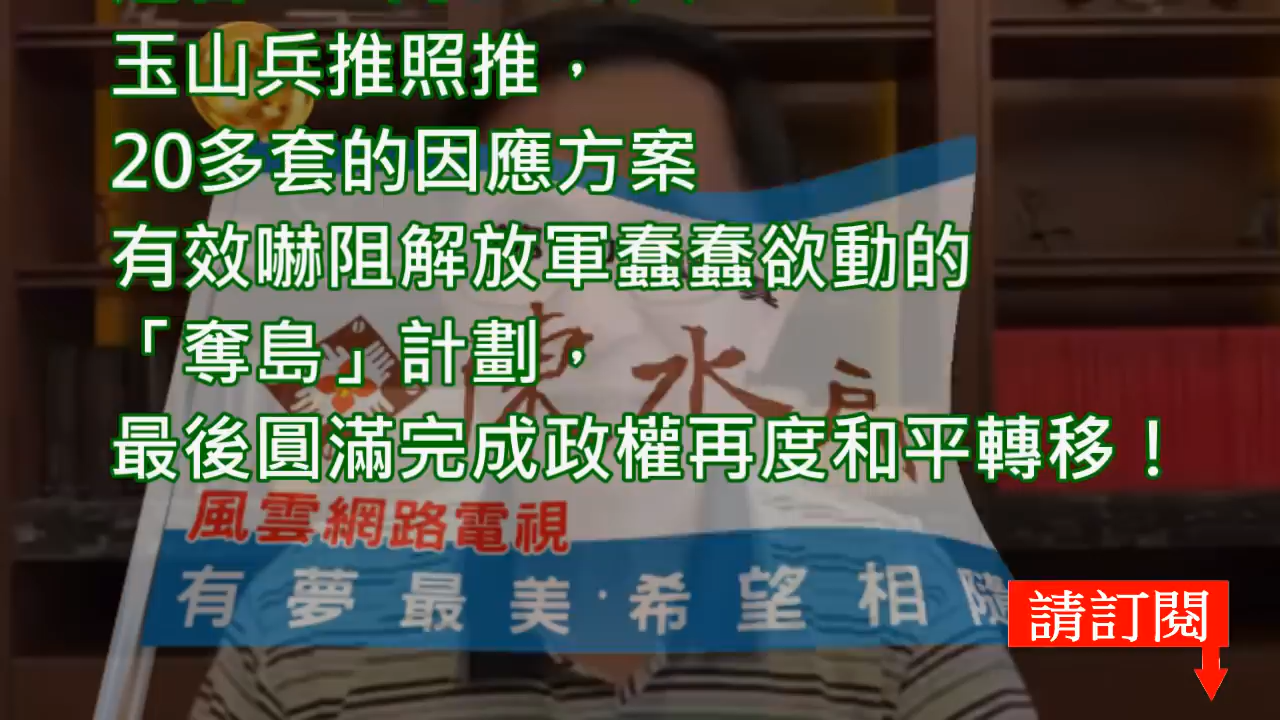 玉山兵推照推，
20多套的因應方案
有效嚇阻解放軍蠢蠢欲動的
「奪島」計劃，
最後圓滿完成政權再度和平轉移！
陳水
風雲網路電視
有夢最美·希望相隨
請訂閱